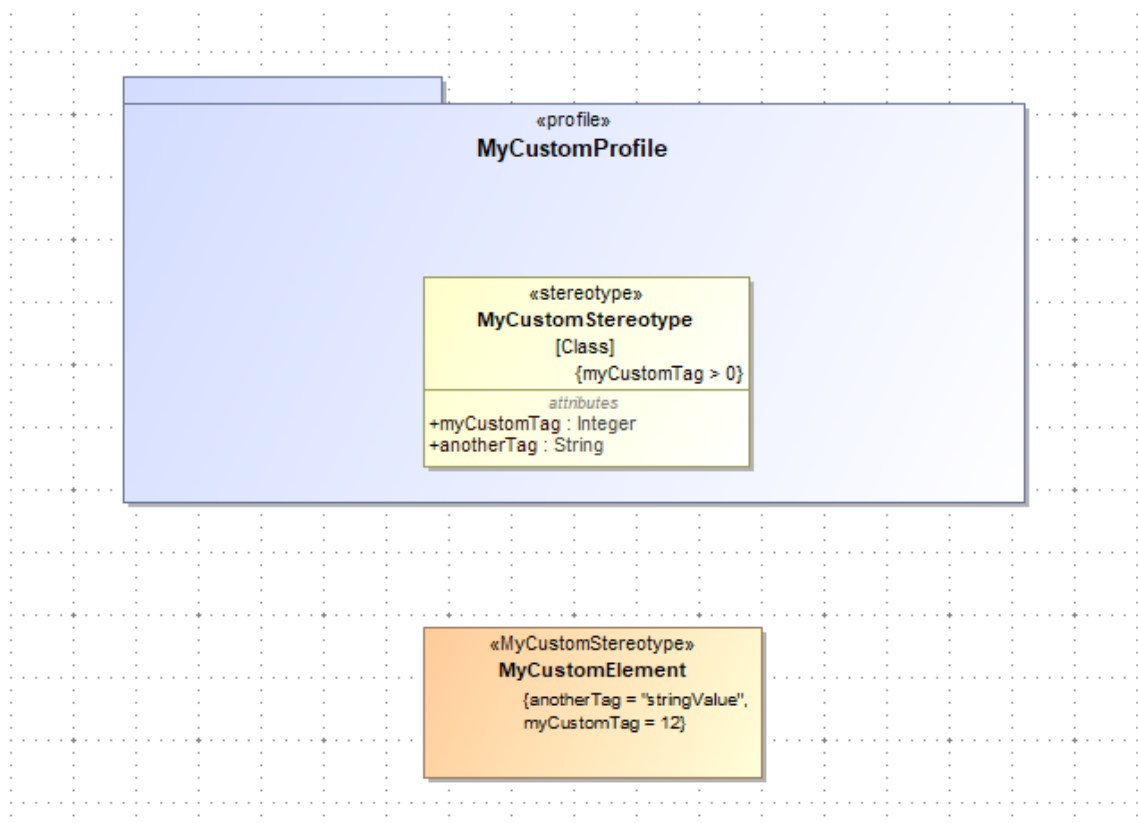 «profile»
MyCustomProfile
«stereotype»
MyCustomStereotype
[Class]
{myCustomTag > 0}
attributes
+myCustomTag : Integer
+anotherTag : String
«MyCustomStereotype»
MyCustomElement
{anotherTag = "stringValue",
myCustomTag = 12}